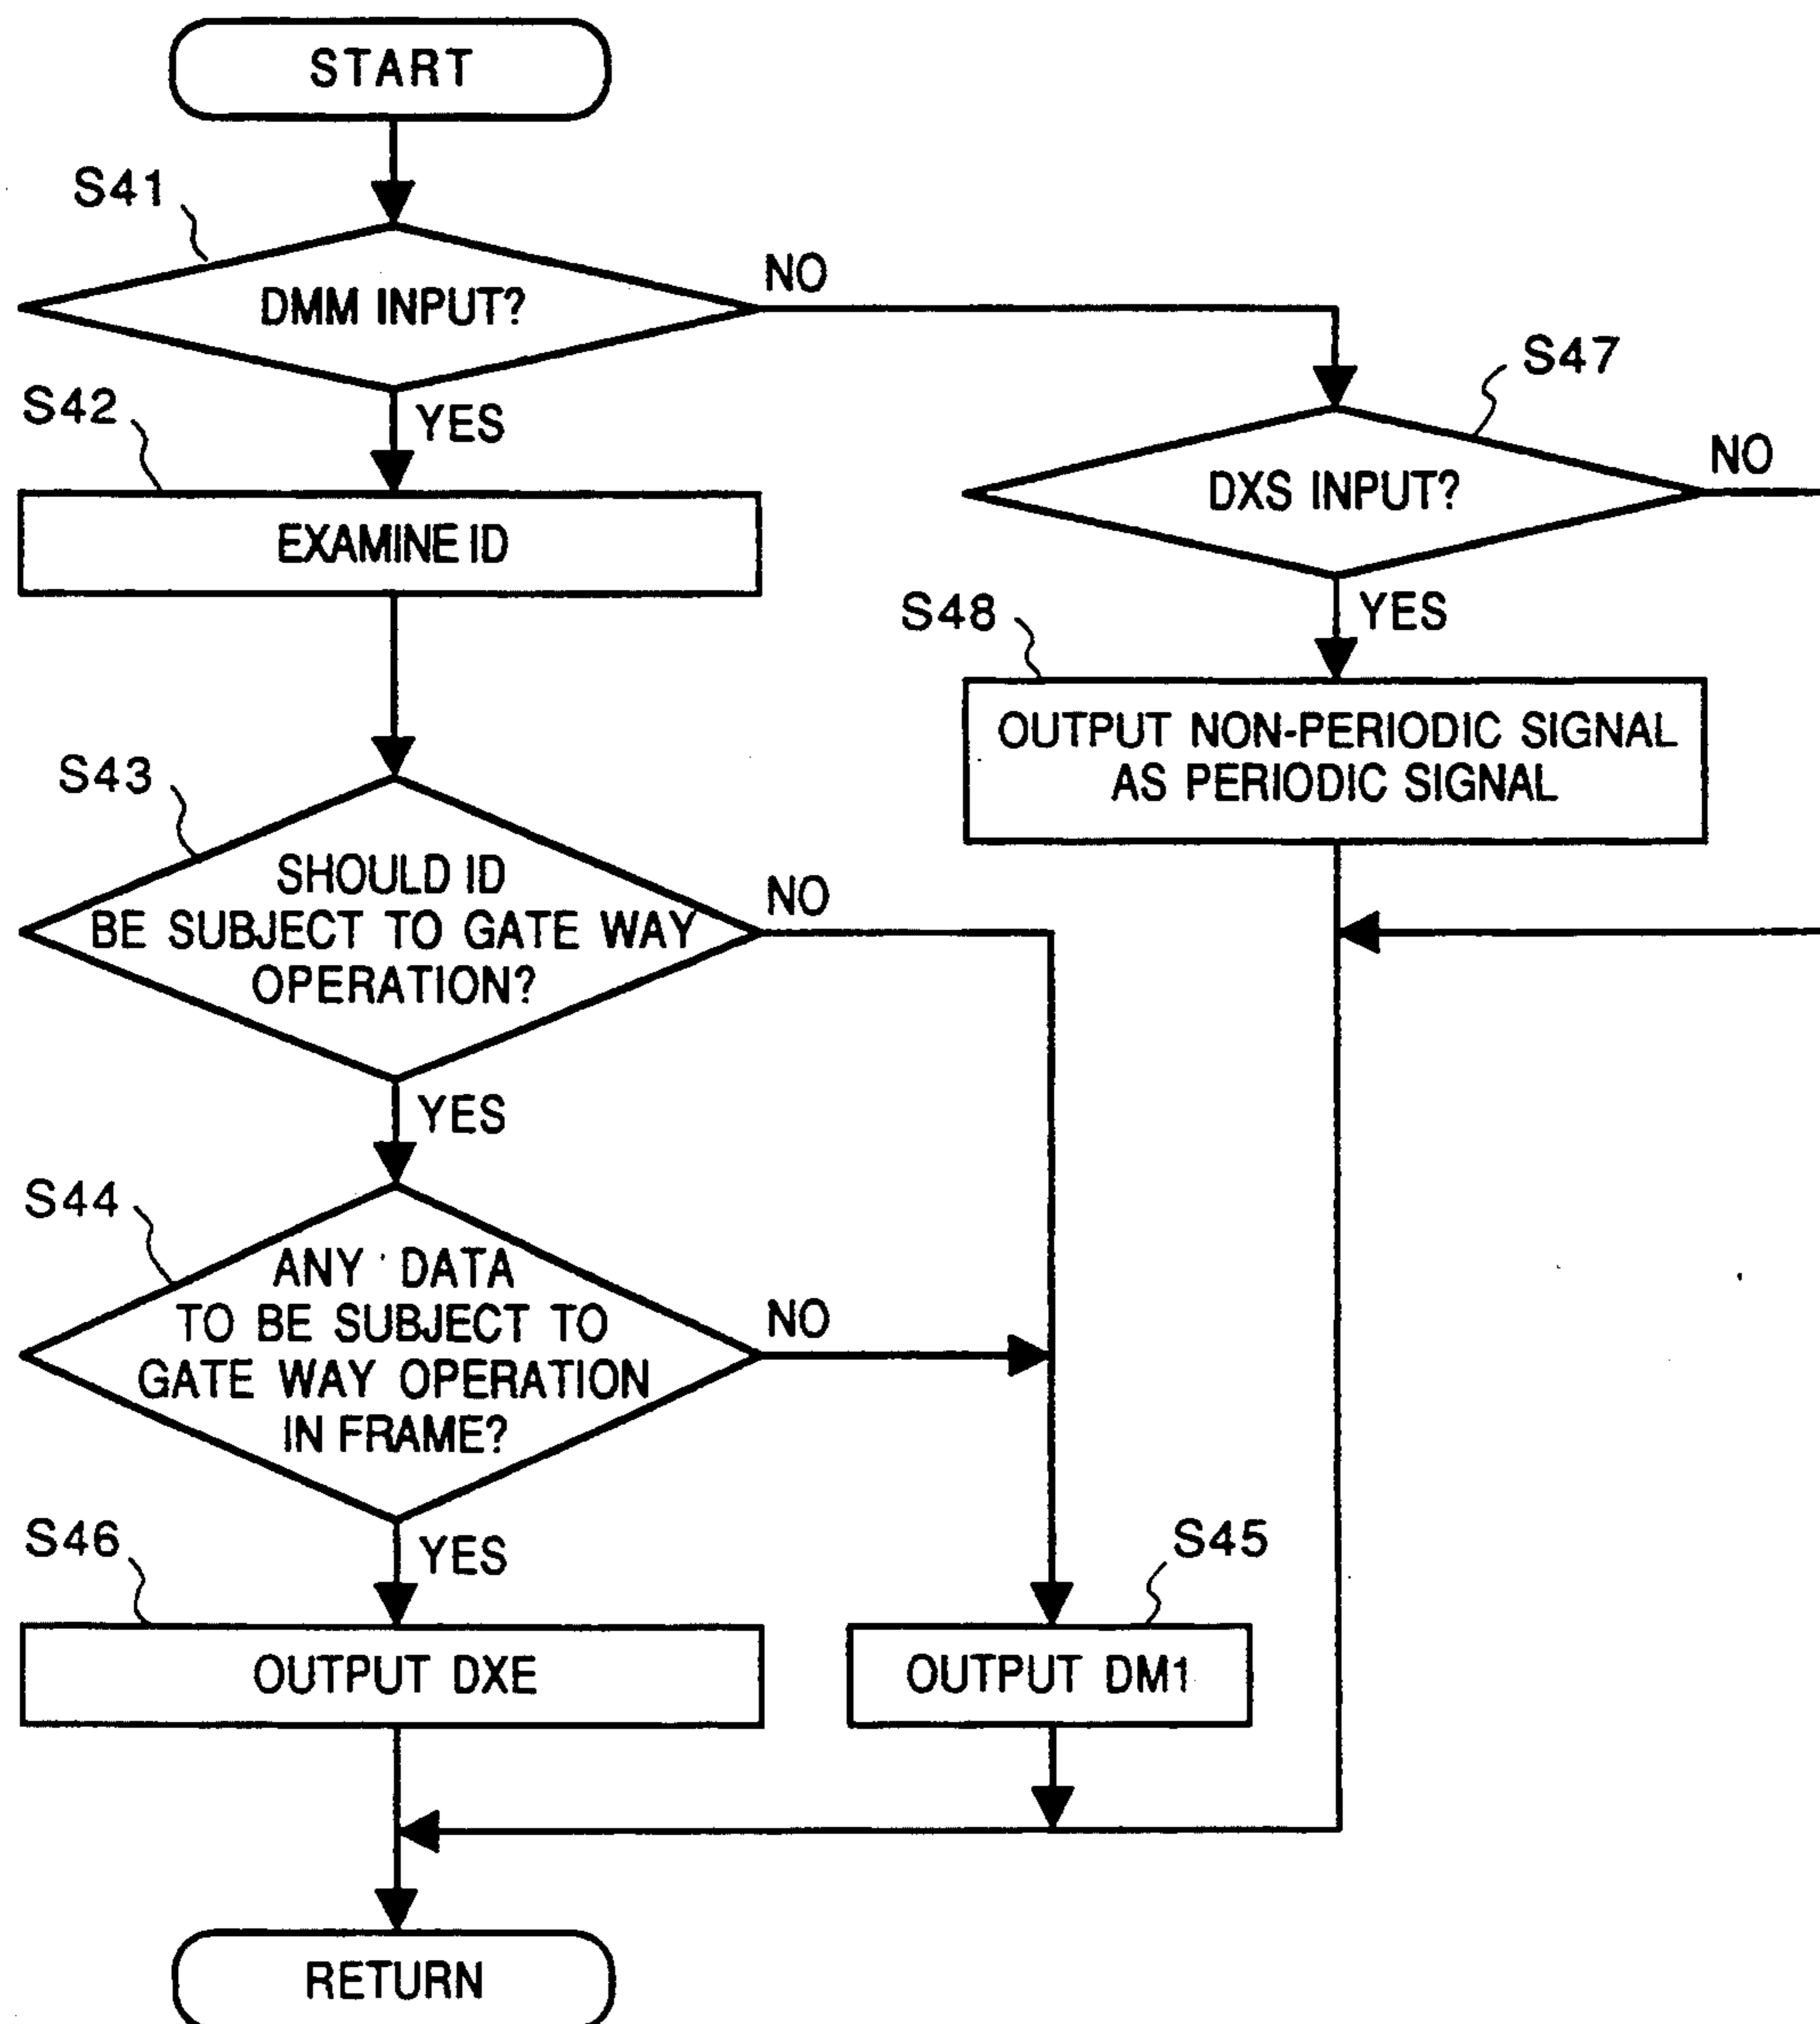 START
S41
DMM INPUT?
NO
S42
YES
EXAMINE ID
S47
DXS INPUT?
NO
S48
YES
OUTPUT NON-PERIODIC SIGNAL
AS PERIODIC SIGNAL
S43
SHOULD ID
BE SUBJECT TO GATE WAY
OPERATION?
NO
YES
S44
ANY DATA
TO BE SUBJECT TO
GATE WAY OPERATION
IN FRAME?
NO
S46
YES
OUTPUT DXE
S45
OUTPUT DM1
RETURN